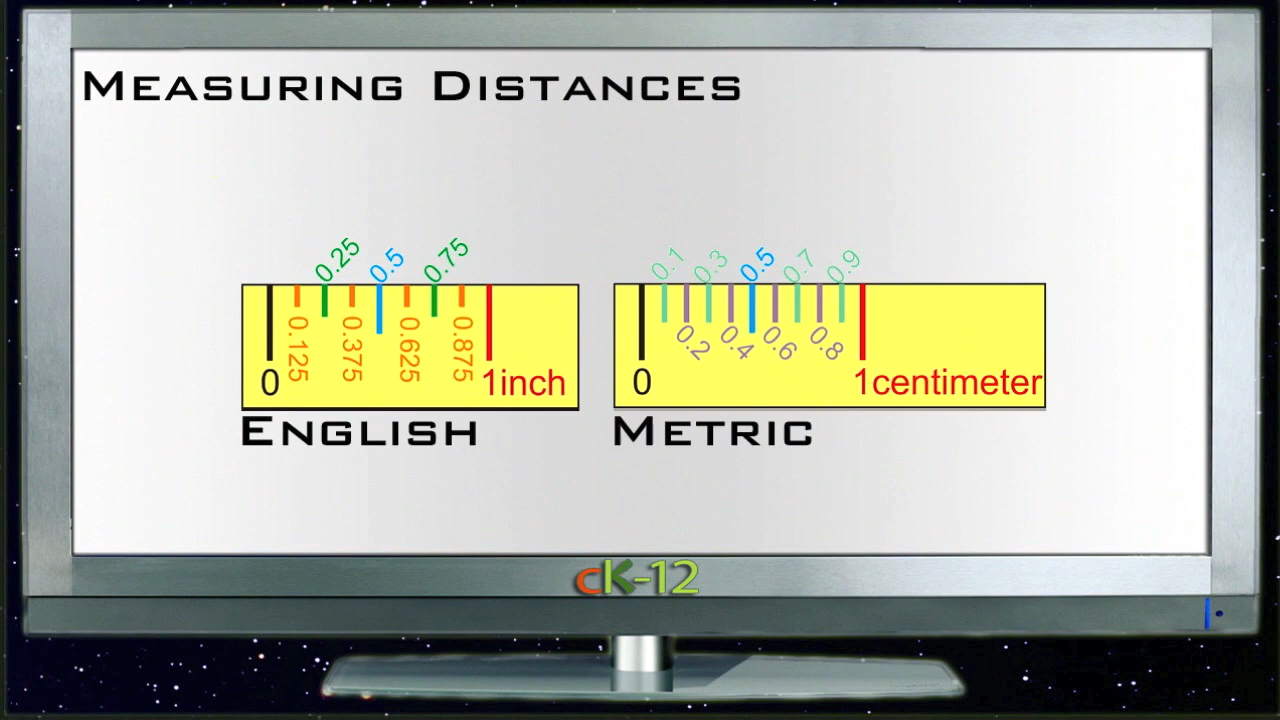 MEASURING DISTANCES
0.25 0.5 0.75
0.125 0.375 0.625 0.875
0 1inch
ENGLISH
0.1 0.3 0.5 0.7 0.9
0.2 0.4 0.6 0.8
0 1centimeter
METRIC
cK-12